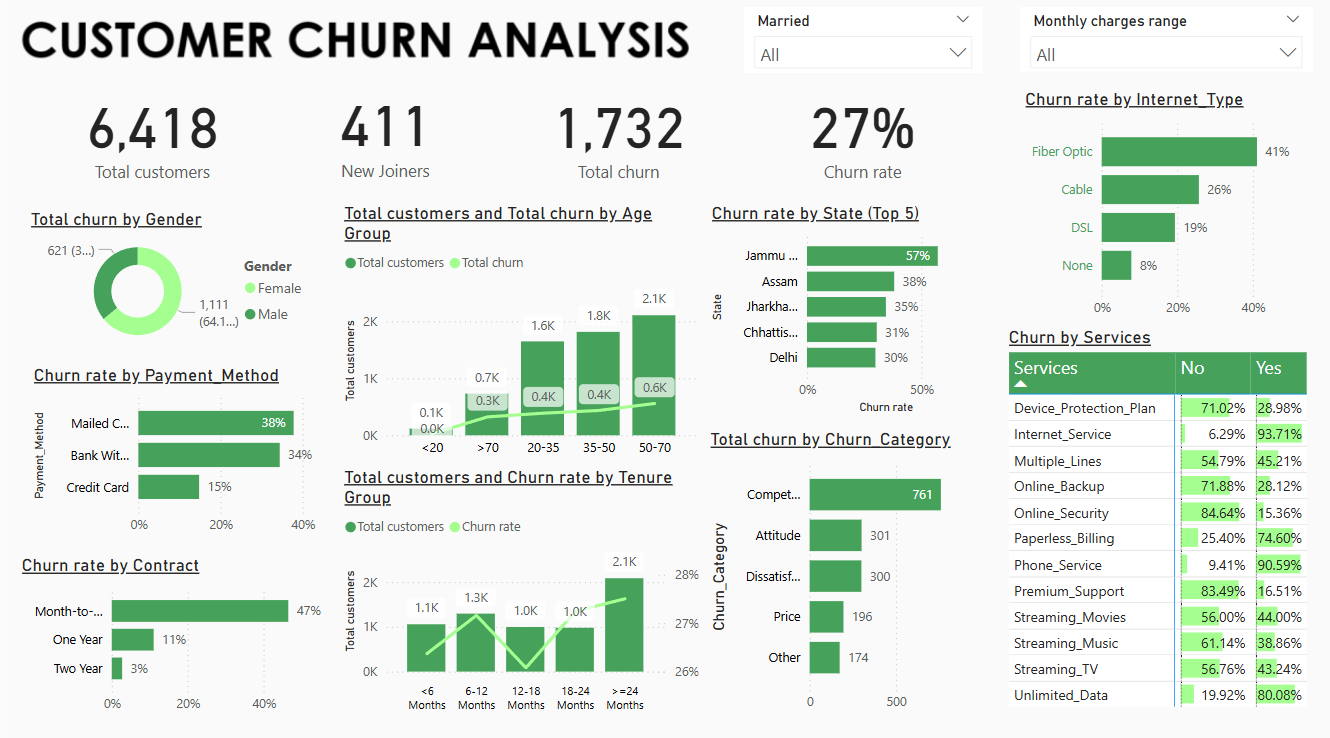 CUSTOMER CHURN ANALYSIS
Married
All
Monthly charges range
All
6,418
Total customers
411
New Joiners
1,732
Total churn
27%
Churn rate
Total churn by Gender
621 (3...)
1,111
(64.1...)
Gender
Female
Male
Churn rate by Payment_Method
Payment_Method
Mailed C... 38%
Bank Wit... 34%
Credit Card 15%
0% 20% 40%
Churn rate by Contract
Month-to-... 47%
One Year 11%
Two Year 3%
0% 20% 40%
Total customers and Total churn by Age
Group
Total customers Total churn
Total customers
2K
1K
0K
0.1K 0.7K 1.6K 1.8K 2.1K
0.0K 0.3K 0.4K 0.4K 0.6K
<20 >70 20-35 35-50 50-70
Total customers and Churn rate by Tenure
Group
Total customers Churn rate
Total customers
2K
1K
0K
1.1K 1.3K 1.0K 1.0K 2.1K
28%
27%
26%
<6 6-12 12-18 18-24 >=24
Months Months Months Months Months
Churn rate by State (Top 5)
State
Jammu ... 57%
Assam 38%
Jharkha... 35%
Chhattis... 31%
Delhi 30%
0% 50%
Churn rate
Total churn by Churn_Category
Churn_Category
Compet... 761
Attitude 301
Dissatisf... 300
Price 196
Other 174
0 500
Churn rate by Internet_Type
Fiber Optic 41%
Cable 26%
DSL 19%
None 8%
0% 20% 40%
Churn by Services
Services No Yes
Device_Protection_Plan 71.02% 28.98%
Internet_Service 6.29% 93.71%
Multiple_Lines 54.79% 45.21%
Online_Backup 71.88% 28.12%
Online_Security 84.64% 15.36%
Paperless_Billing 25.40% 74.60%
Phone_Service 9.41% 90.59%
Premium_Support 83.49% 16.51%
Streaming_Movies 56.00% 44.00%
Streaming_Music 61.14% 38.86%
Streaming_TV 56.76% 43.24%
Unlimited_Data 19.92% 80.08%